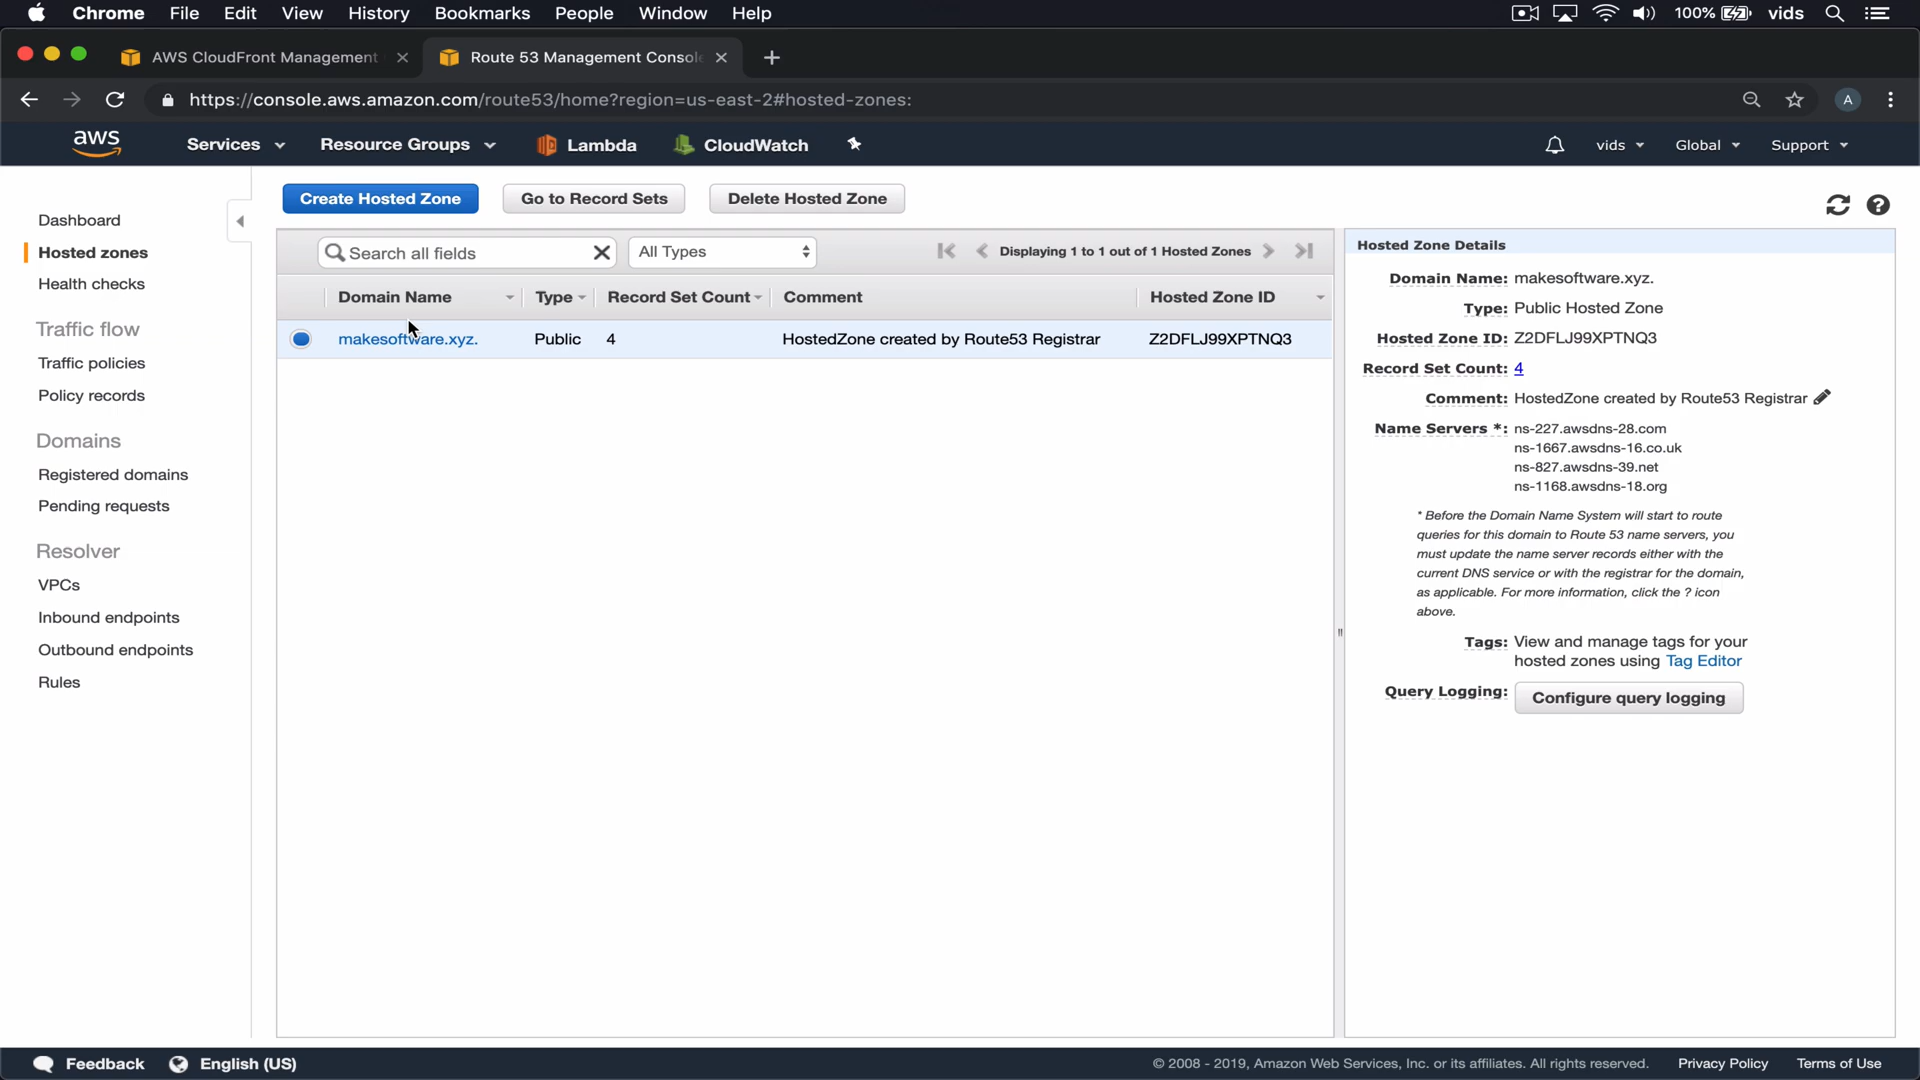 Chrome File Edit View History Bookmarks People Window Help 100% vids
AWS CloudFront Management Route 53 Management Consol
https://console.aws.amazon.com/route53/home?region=us-east-2#hosted-zones: A
aws Services Resource Groups Lambda CloudWatch vids Global Support
Dashboard
Hosted zones
Health checks
Traffic flow
Traffic policies
Policy records
Domains
Registered domains
Pending requests
Resolver
VPCs
Inbound endpoints
Outbound endpoints
Rules
Create Hosted Zone Go to Record Sets Delete Hosted Zone
Search all fields All Types Displaying 1 to 1 out of 1 Hosted Zones
Domain Name Type Record Set Count Comment Hosted Zone ID
makesoftware.xyz. Public 4 HostedZone created by Route53 Registrar Z2DFLJ99XPTNQ3
Hosted Zone Details
Domain Name: makesoftware.xyz.
Type: Public Hosted Zone
Hosted Zone ID: Z2DFLJ99XPTNQ3
Record Set Count: 4
Comment: HostedZone created by Route53 Registrar
Name Servers *: ns-227.awsdns-28.com
ns-1667.awsdns-16.co.uk
ns-827.awsdns-39.net
ns-1168.awsdns-18.org
* Before the Domain Name System will start to route
queries for this domain to Route 53 name servers, you
must update the name server records either with the
current DNS service or with the registrar for the domain,
as applicable. For more information, click the ? icon
above.
Tags: View and manage tags for your
hosted zones using Tag Editor
Query Logging: Configure query logging
Feedback English (US) © 2008 - 2019, Amazon Web Services, Inc. or its affiliates. All rights reserved. Privacy Policy Terms of Use